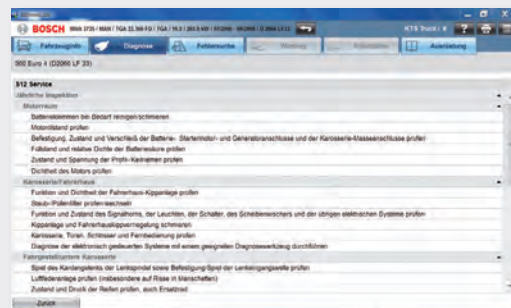 BOSCH
KTS Truck
Fahrzeuginfo
Diagnose
Fehlersuche
Wartung
Ausrüstung
500 Euro 4 (D2066 LF 33)
512 Service
Jährliche Inspektion
Motorraum
Batterieklemmen bei Bedarf reinigen/schmieren
Motorölstand prüfen
Befestigung, Zustand und Verschleiß der Batterie-, Startermotor- und Generatoranschlüsse und der Karosserie-Masseanschlüsse prüfen
Füllstand und relative Dichte der Batteriesäure prüfen
Zustand und Spannung der Profil-Keilriemen prüfen
Dichtheit des Motors prüfen
Karosserie/Fahrerhaus
Funktion und Dichtheit der Fahrerhaus-Kippanlage prüfen
Staub-/Pollenfilter prüfen/wechseln
Funktion und Zustand des Signalhorns, der Leuchten, der Schalter, des Scheibenwischers und der übrigen elektrischen Systeme prüfen
Kippanlage und Fahrerhauskippverriegelung schmieren
Karosserie, Türen, Schlösser und Fernbedienung prüfen
Diagnose der elektronisch gesteuerten Systeme mit einem geeigneten Diagnosewerkzeug durchführen
Fahrgestell/untere Karosserie
Spiel des Kardangelenks der Lenkspindel sowie Befestigung/Spiel der Lenkeingangswelle prüfen
Luftfederanlage prüfen (insbesondere auf Risse in Manschetten)
Zustand und Druck der Reifen prüfen, auch Ersatzrad
Zurück